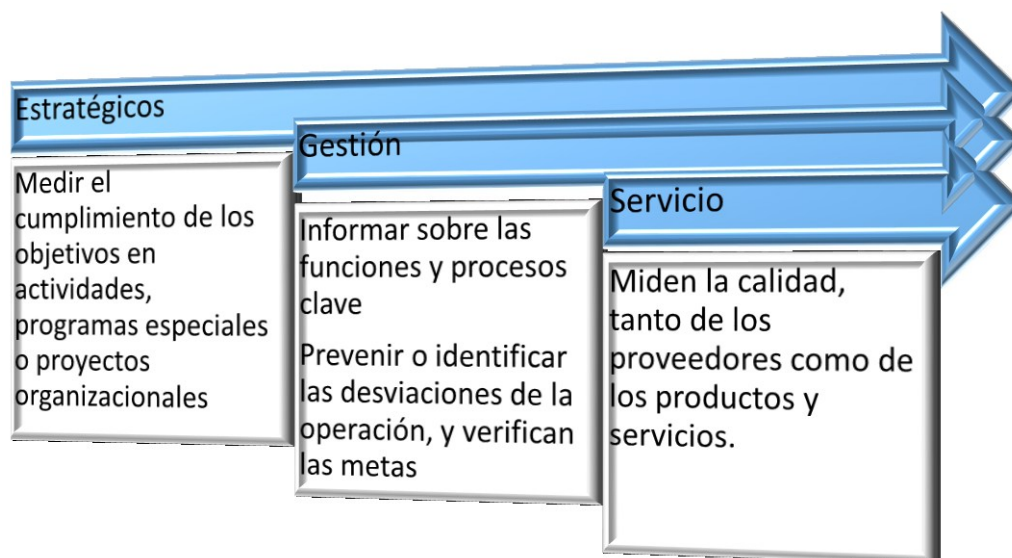 Estratégicos
Medir el
cumplimiento de los
objetivos en
actividades,
programas especiales
o proyectos
organizacionales
Gestión
Informar sobre las
funciones y procesos
clave
Prevenir o identificar
las desviaciones de la
operación, y verifican
las metas
Servicio
Miden la calidad,
tanto de los
proveedores como de
los productos y
servicios.